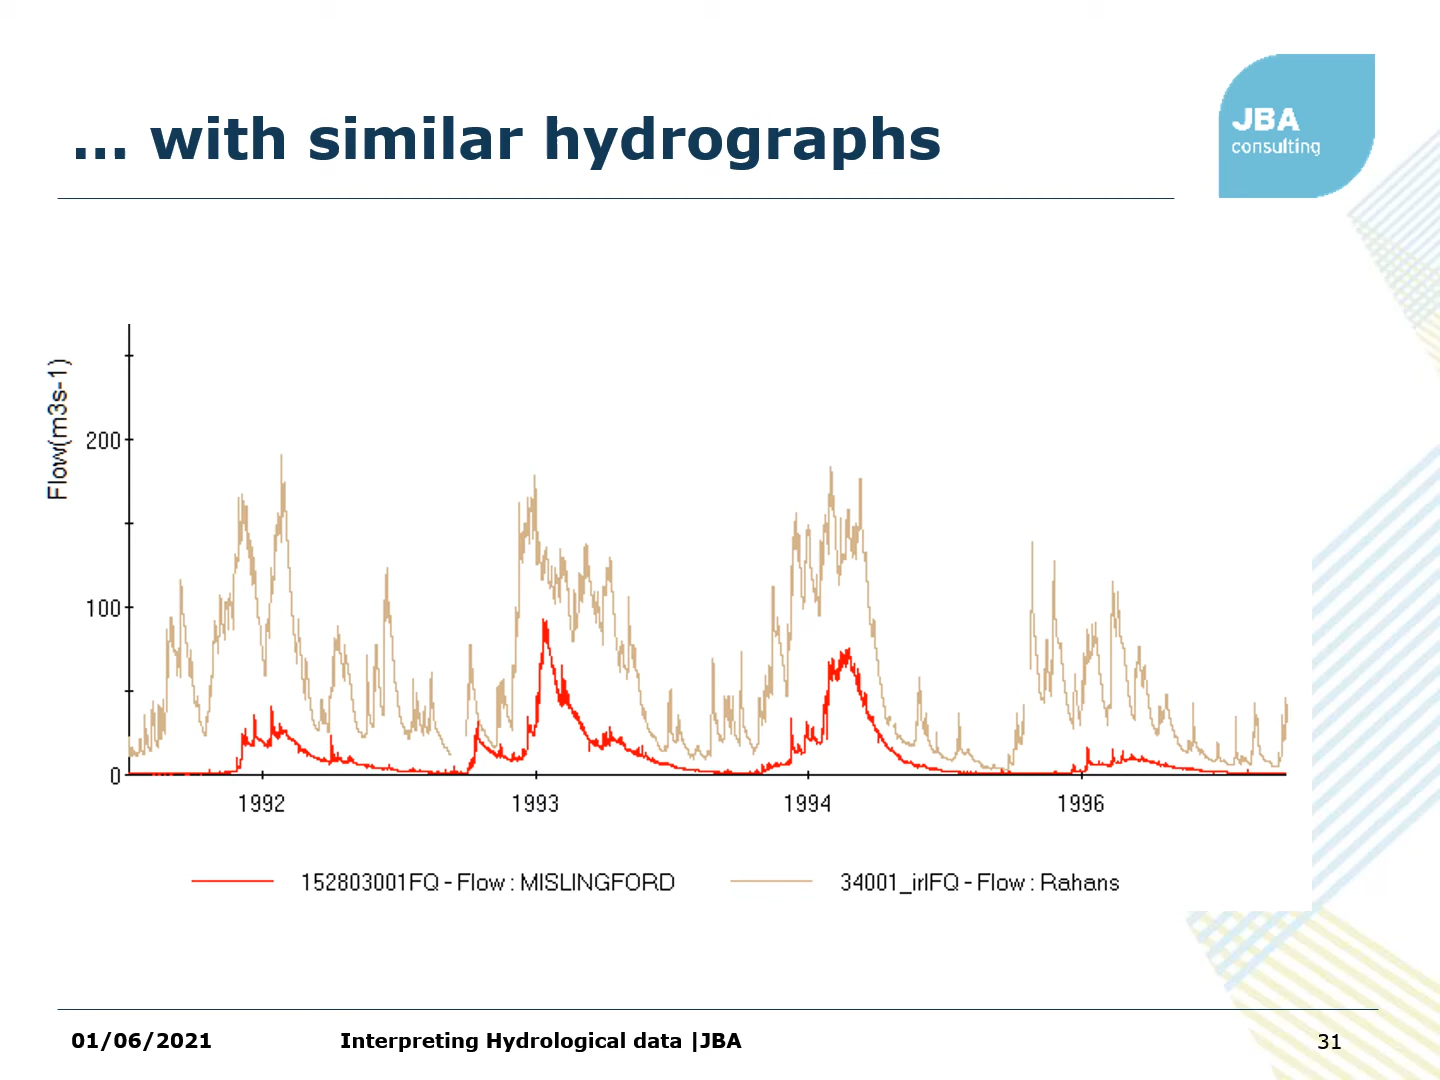 ... with similar hydrographs
JBA
consulting
Flow(m3s-1)
200
100
0
1992
1993
1994
1996
152803001FQ - Flow : MISLINGFORD
34001_irlFQ - Flow : Rahans
01/06/2021
Interpreting Hydrological data |JBA
31